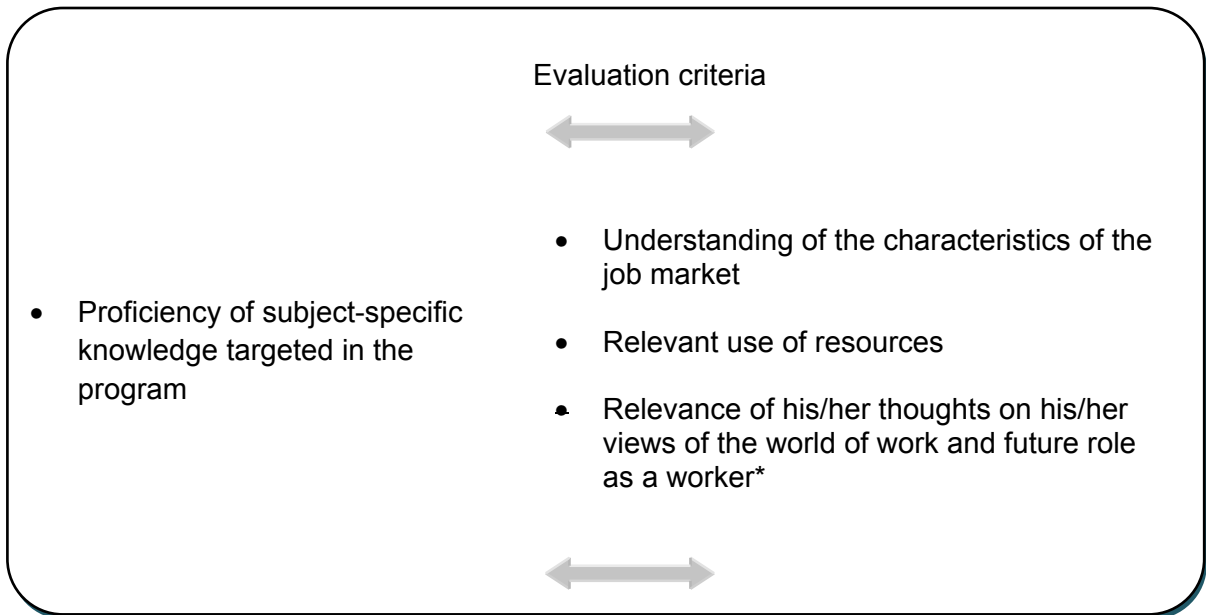 Evaluation criteria
• Proficiency of subject-specific
knowledge targeted in the
program
• Understanding of the characteristics of the
job market
• Relevant use of resources
• Relevance of his/her thoughts on his/her
views of the world of work and future role
as a worker*